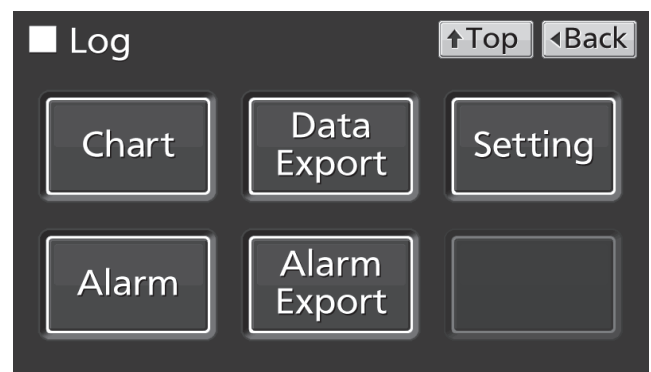 Log
↑Top
◂Back
Chart
Data
Export
Setting
Alarm
Alarm
Export